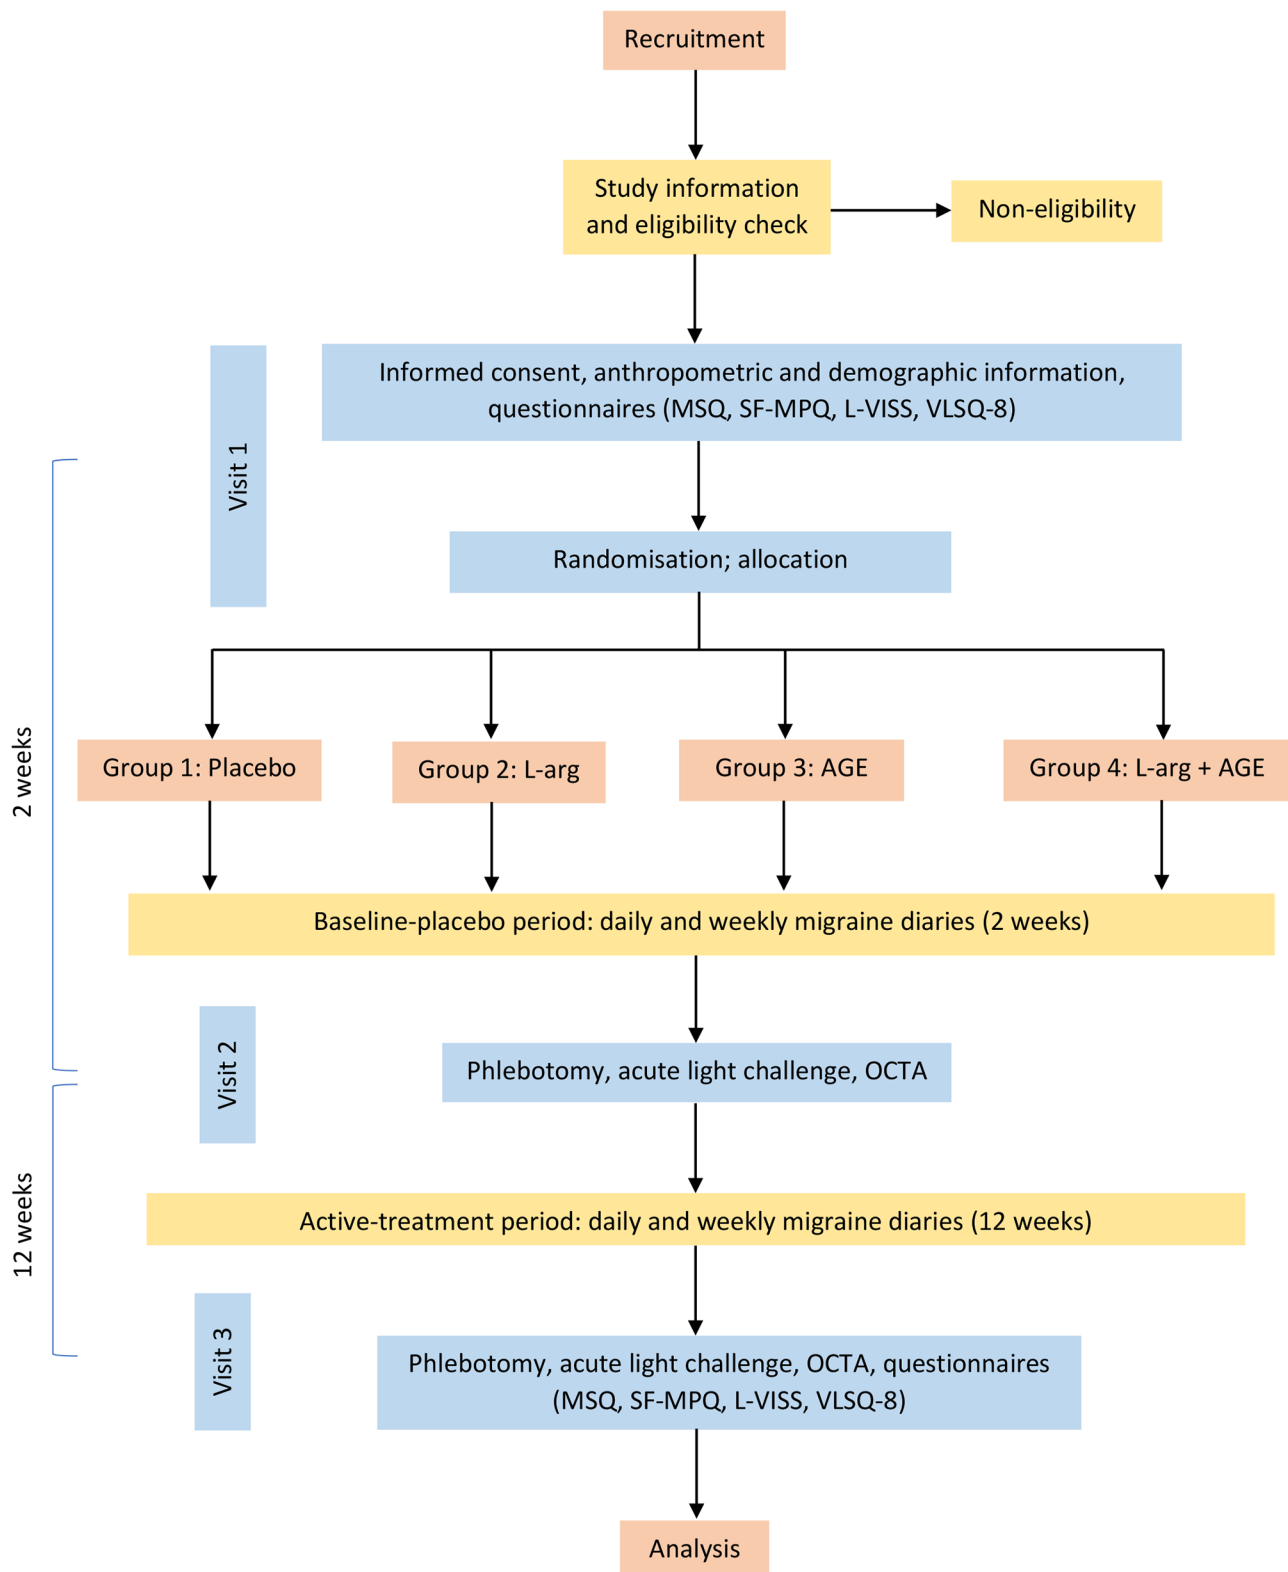 Recruitment
Study information
and eligibility check
Non-eligibility
Informed consent, anthropometric and demographic information,
questionnaires (MSQ, SF-MPQ, L-VISS, VLSQ-8)
Visit 1
Randomisation; allocation
2 weeks
Group 1: Placebo
Group 2: L-arg
Group 3: AGE
Group 4: L-arg + AGE
Baseline-placebo period: daily and weekly migraine diaries (2 weeks)
Visit 2
Phlebotomy, acute light challenge, OCTA
12 weeks
Active-treatment period: daily and weekly migraine diaries (12 weeks)
Visit 3
Phlebotomy, acute light challenge, OCTA, questionnaires
(MSQ, SF-MPQ, L-VISS, VLSQ-8)
Analysis